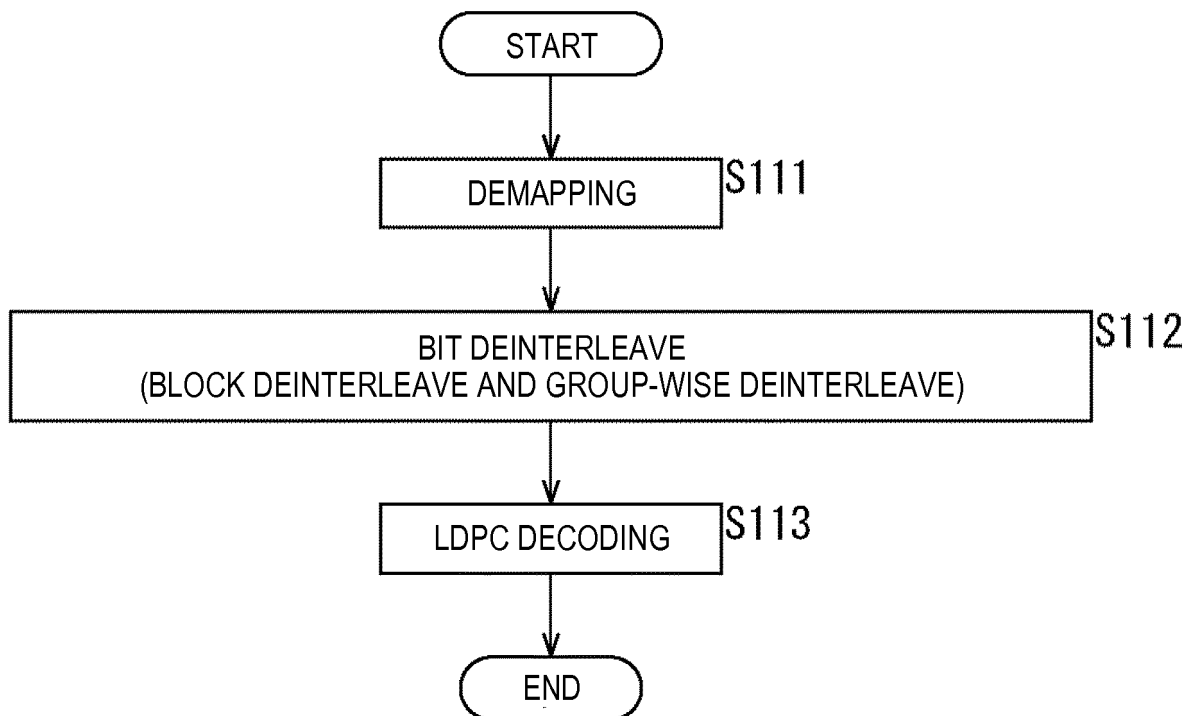 START
DEMAPPING
S111
BIT DEINTERLEAVE
(BLOCK DEINTERLEAVE AND GROUP-WISE DEINTERLEAVE)
S112
LDPC DECODING
S113
END